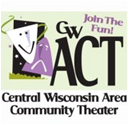 Join The
Fun!
CW
ACT
Central Wisconsin Area
Community Theater